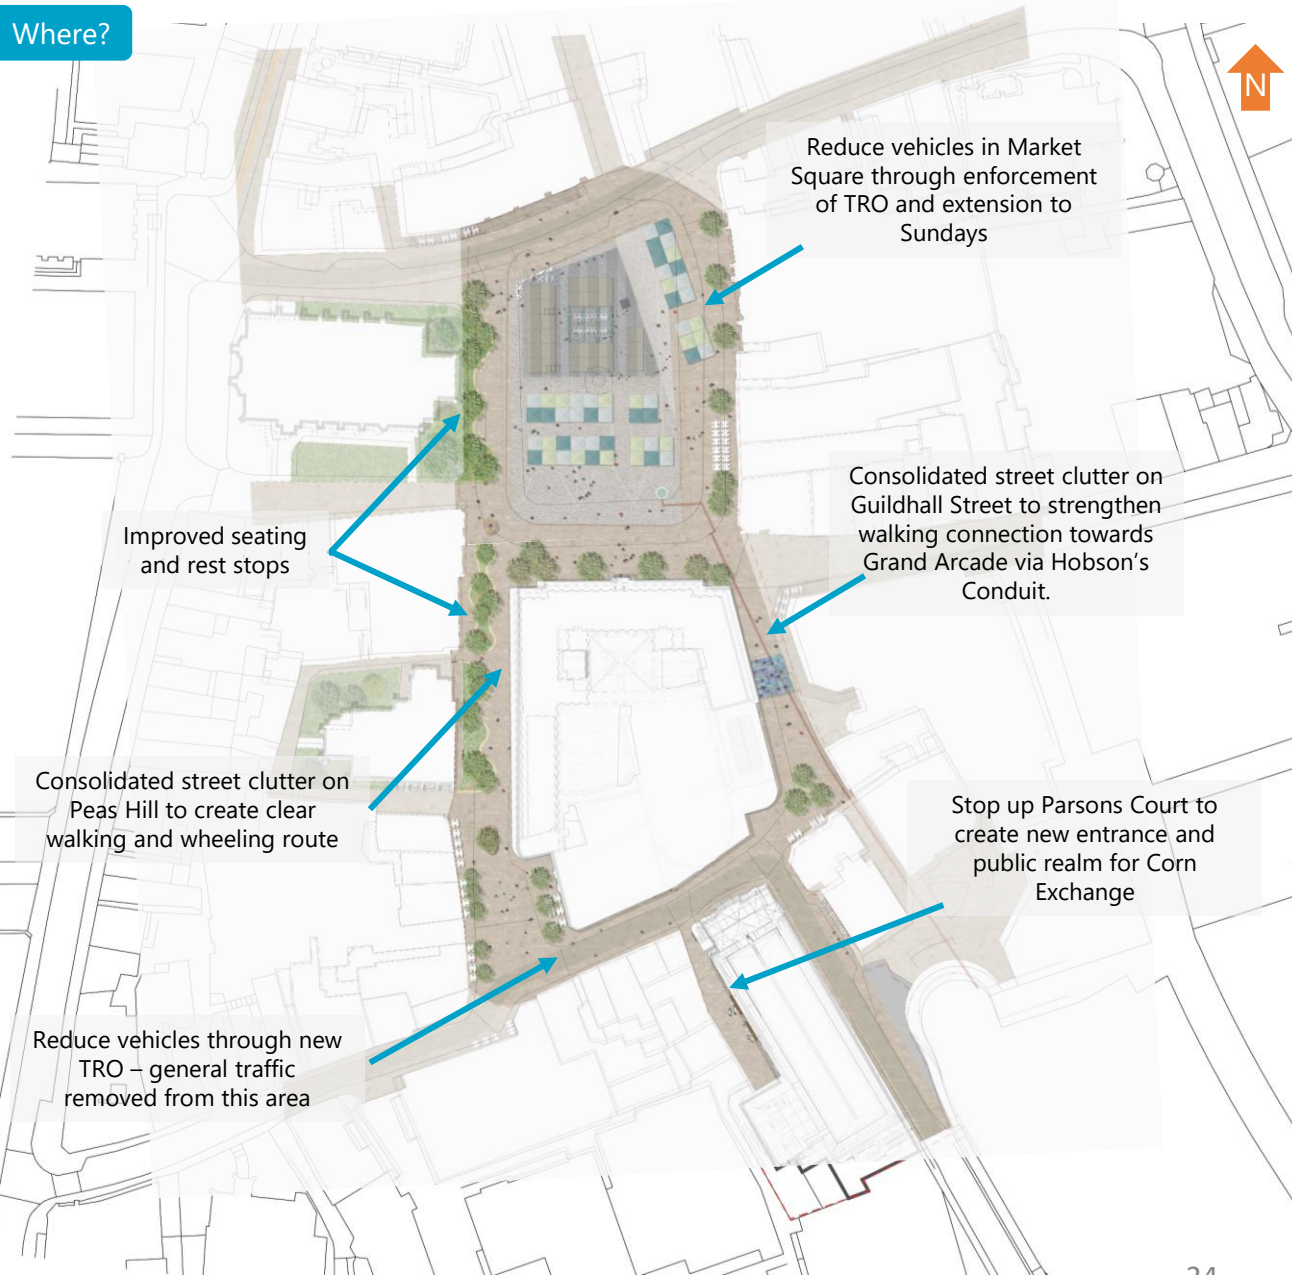 Where?
N
Reduce vehicles in Market
Square through enforcement
of TRO and extension to
Sundays
Consolidated street clutter on
Guildhall Street to strengthen
walking connection towards
Grand Arcade via Hobson’s
Conduit.
Improved seating
and rest stops
Consolidated street clutter on
Peas Hill to create clear
walking and wheeling route
Stop up Parsons Court to
create new entrance and
public realm for Corn
Exchange
Reduce vehicles through new
TRO – general traffic
removed from this area